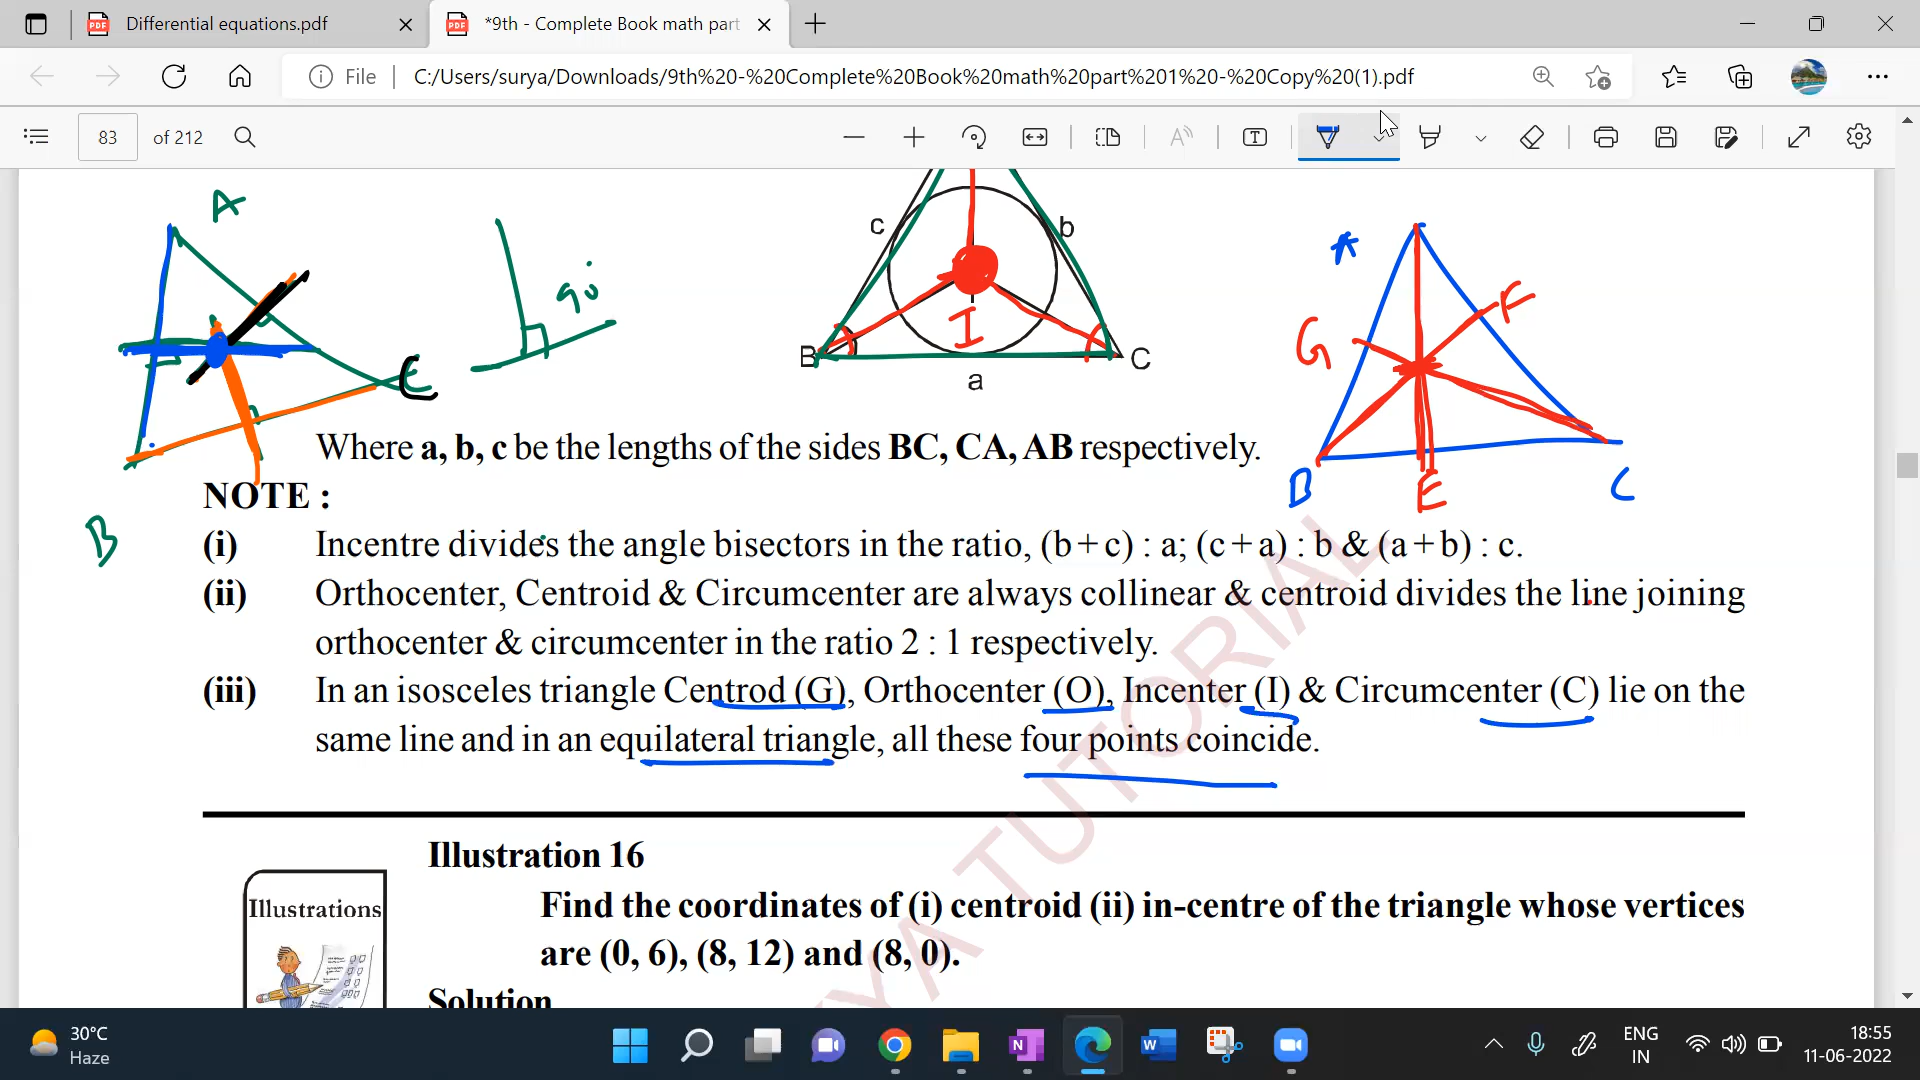 Differential equations.pdf
*9th - Complete Book math part
File
C:/Users/surya/Downloads/9th%20-%20Complete%20Book%20math%20part%201%20-%20Copy%20(1).pdf
83 of 212
A
90
c
b
I
B
C
a
C
A
F
G
B
E
C
B
Where a, b, c be the lengths of the sides BC, CA, AB respectively.
NOTE :
(i) Incentre divides the angle bisectors in the ratio, (b + c) : a; (c + a) : b & (a + b) : c.
(ii) Orthocenter, Centroid & Circumcenter are always collinear & centroid divides the line joining
orthocenter & circumcenter in the ratio 2 : 1 respectively.
(iii) In an isosceles triangle Centrod (G), Orthocenter (O), Incenter (I) & Circumcenter (C) lie on the
same line and in an equilateral triangle, all these four points coincide.
Illustration 16
Illustrations
Find the coordinates of (i) centroid (ii) in-centre of the triangle whose vertices
are (0, 6), (8, 12) and (8, 0).
Solution
YA TUTORIAL
30°C
Haze
ENG
IN
18:55
11-06-2022